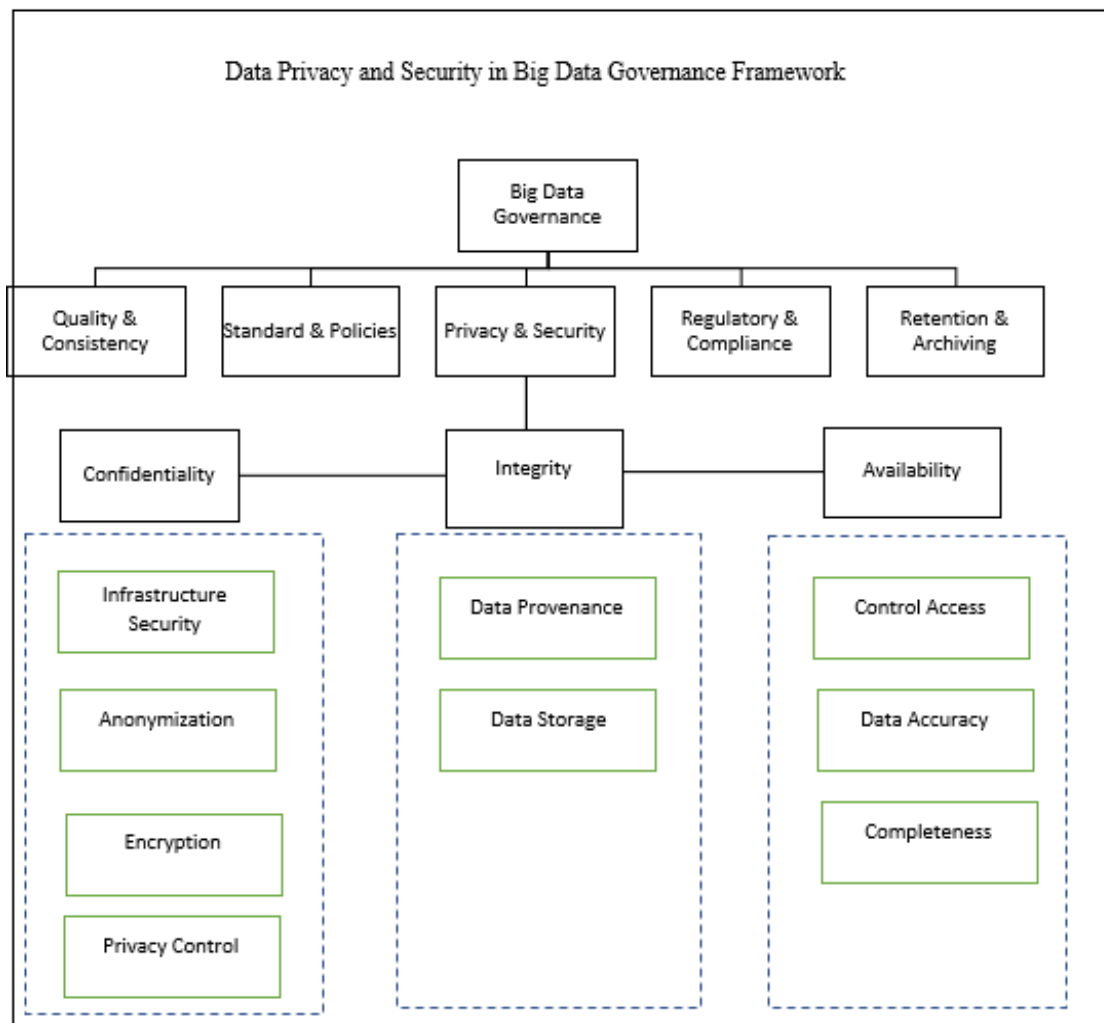 Data Privacy and Security in Big Data Governance Framework
Big Data
Governance
Quality &
Consistency
Standard & Policies
Privacy & Security
Regulatory &
Compliance
Retention &
Archiving
Confidentiality
Integrity
Availability
Infrastructure
Security
Anonymization
Encryption
Privacy Control
Data Provenance
Data Storage
Control Access
Data Accuracy
Completeness